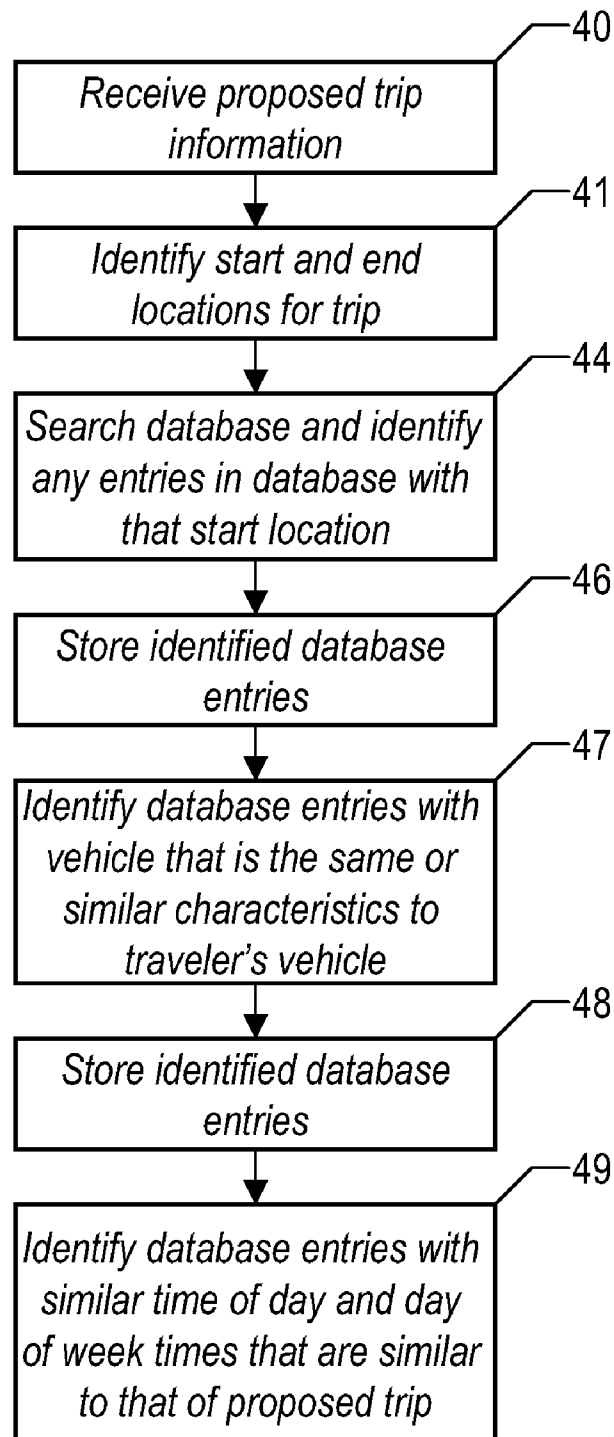 40
Receive proposed trip
information
41
Identify start and end
locations for trip
44
Search database and identify
any entries in database with
that start location
46
Store identified database
entries
47
Identify database entries with
vehicle that is the same or
similar characteristics to
traveler's vehicle
48
Store identified database
entries
49
Identify database entries with
similar time of day and day
of week times that are similar
to that of proposed trip